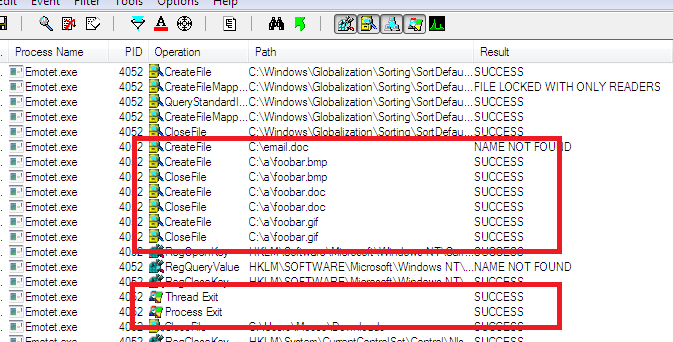 Edit Event Filter Tools Options Help
Process Name PID Operation Path Result
Emotet.exe 4052 CreateFile C:\Windows\Globalization\Sorting\SortDefau... SUCCESS
Emotet.exe 4052 CreateFileMapp... C:\Windows\Globalization\Sorting\SortDefau... FILE LOCKED WITH ONLY READERS
Emotet.exe 4052 QueryStandardI... C:\Windows\Globalization\Sorting\SortDefau... SUCCESS
Emotet.exe 4052 CreateFileMapp... C:\Windows\Globalization\Sorting\SortDefau... SUCCESS
Emotet.exe 4052 CloseFile C:\Windows\Globalization\Sorting\SortDefau... SUCCESS
Emotet.exe 4052 CreateFile C:\email.doc NAME NOT FOUND
Emotet.exe 4052 CreateFile C:\a\foobar.bmp SUCCESS
Emotet.exe 4052 CloseFile C:\a\foobar.bmp SUCCESS
Emotet.exe 4052 CreateFile C:\a\foobar.doc SUCCESS
Emotet.exe 4052 CloseFile C:\a\foobar.doc SUCCESS
Emotet.exe 4052 CreateFile C:\a\foobar.gif SUCCESS
Emotet.exe 4052 CloseFile C:\a\foobar.gif SUCCESS
Emotet.exe 4052 RegOpenKey HKLM\Software\Microsoft\Windows NT\Curr... SUCCESS
Emotet.exe 4052 RegQueryValue HKLM\SOFTWARE\Microsoft\Windows NT\... NAME NOT FOUND
Emotet.exe 4052 RegCloseKey HKLM\SOFTWARE\Microsoft\Windows NT\... SUCCESS
Emotet.exe 4052 Thread Exit SUCCESS
Emotet.exe 4052 Process Exit SUCCESS
Emotet.exe 4052 CloseFile SUCCESS
Emotet.exe 4052 RegCloseKey HKLM\System\CurrentControlSet\Control\Nls... SUCCESS